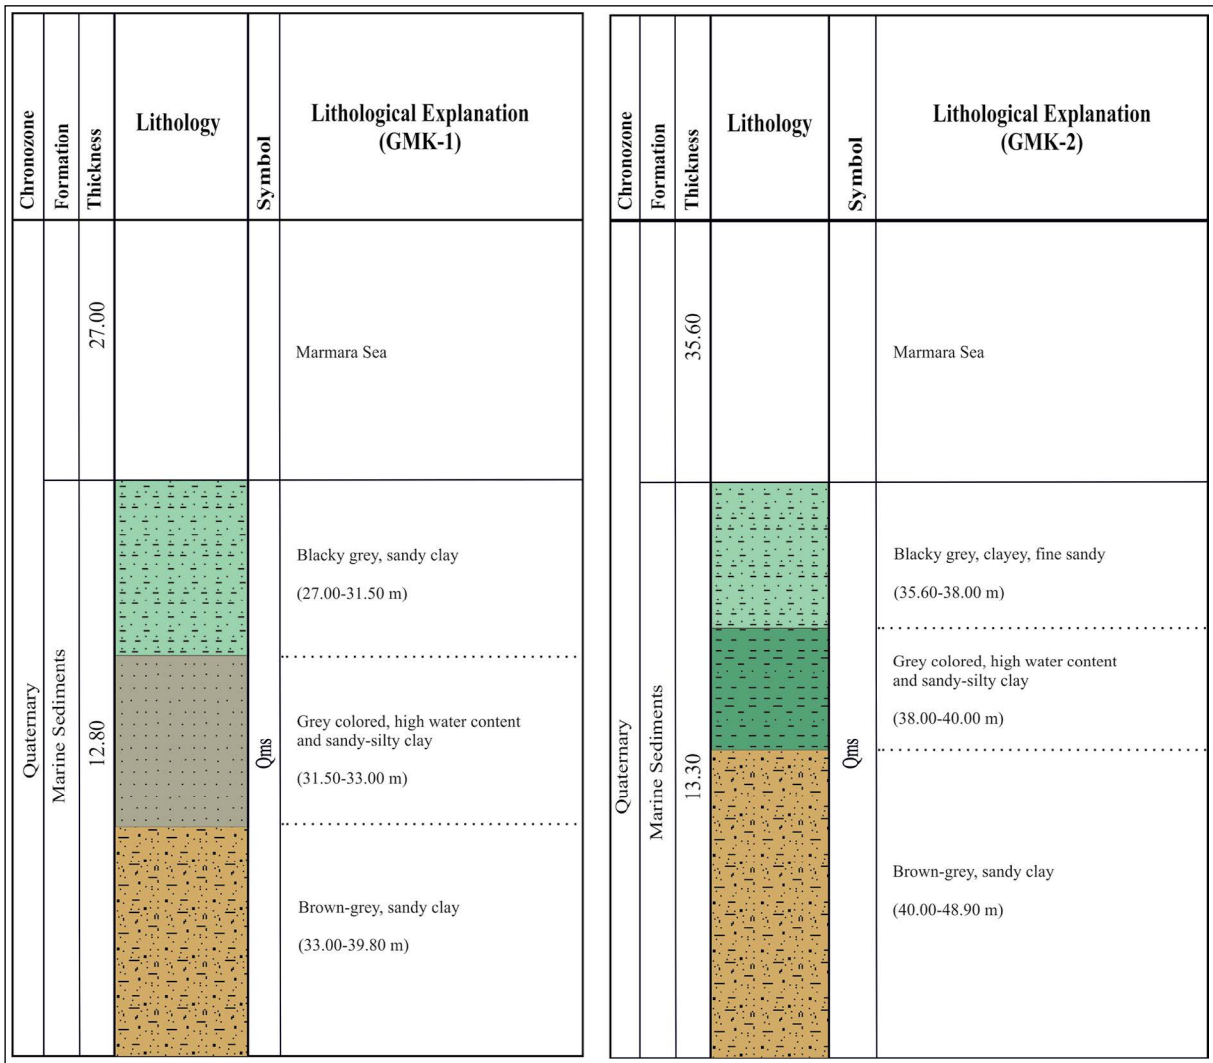 Chronozone
Formation
Thickness
Lithology
Symbol
Lithological Explanation
(GMK-1)
Quaternary
27.00
Marmara Sea
Marine Sediments
12.80
Qms
Blacky grey, sandy clay
(27.00-31.50 m)
Grey colored, high water content
and sandy-silty clay
(31.50-33.00 m)
Brown-grey, sandy clay
(33.00-39.80 m)
Chronozone
Formation
Thickness
Lithology
Symbol
Lithological Explanation
(GMK-2)
Quaternary
35.60
Marmara Sea
Marine Sediments
13.30
Qms
Blacky grey, clayey, fine sandy
(35.60-38.00 m)
Grey colored, high water content
and sandy-silty clay
(38.00-40.00 m)
Brown-grey, sandy clay
(40.00-48.90 m)